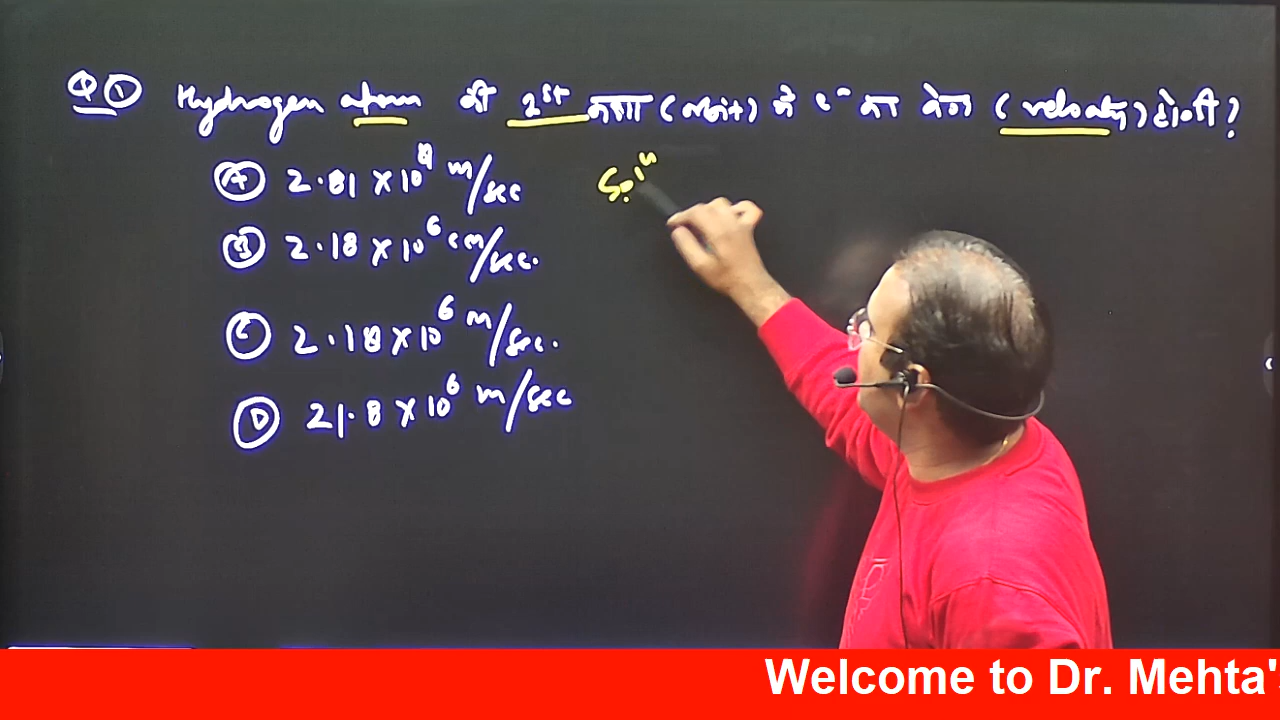 Q① Hydrogen atom की 1st कक्षा (orbit) में e⁻ का वेग (velocity) होगी?
Ⓐ 2.81 × 10⁸ m/sec
Ⓑ 2.18 × 10⁶ cm/sec.
Ⓒ 2.18 × 10⁶ m/sec.
Ⓓ 21.8 × 10⁶ m/sec
Solⁿ
Welcome to Dr. Mehta'